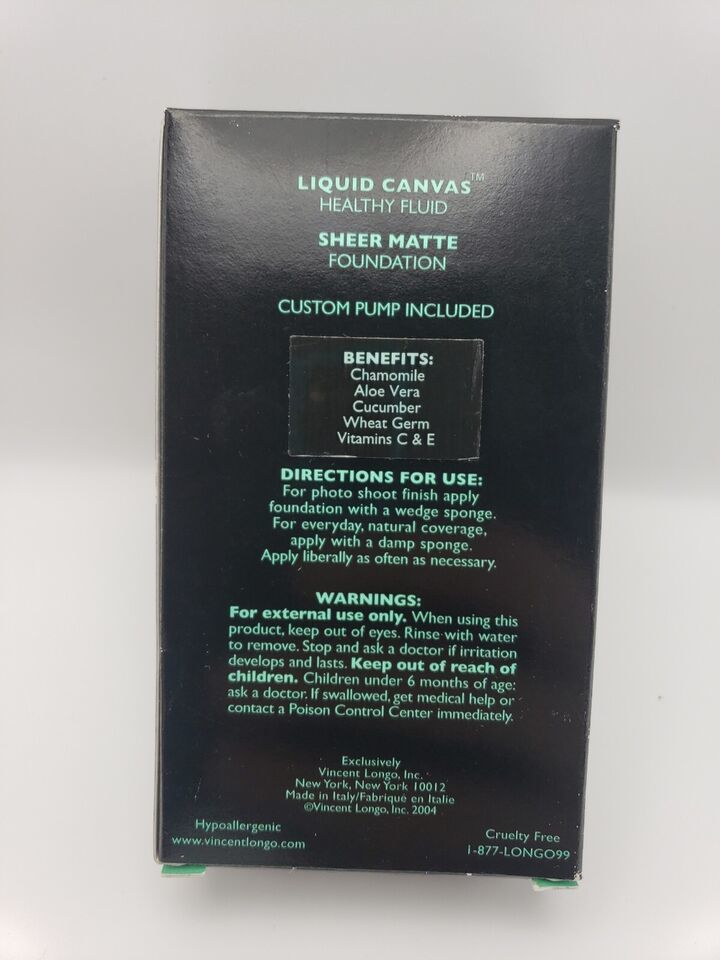 LIQUID CANVAS™
HEALTHY FLUID
SHEER MATTE
FOUNDATION
CUSTOM PUMP INCLUDED
BENEFITS:
Chamomile
Aloe Vera
Cucumber
Wheat Germ
Vitamins C & E
DIRECTIONS FOR USE:
For photo shoot finish apply
foundation with a wedge sponge.
For everyday, natural coverage,
apply with a damp sponge.
Apply liberally as often as necessary.
WARNINGS:
For external use only. When using this
product, keep out of eyes. Rinse with water
to remove. Stop and ask a doctor if irritation
develops and lasts. Keep out of reach of
children. Children under 6 months of age:
ask a doctor. If swallowed, get medical help or
contact a Poison Control Center immediately.
Exclusively
Vincent Longo, Inc.
New York, New York 10012
Made in Italy/Fabriqué en Italie
©Vincent Longo, Inc. 2004
Hypoallergenic
www.vincentlongo.com
Cruelty Free
1-877-LONGO99